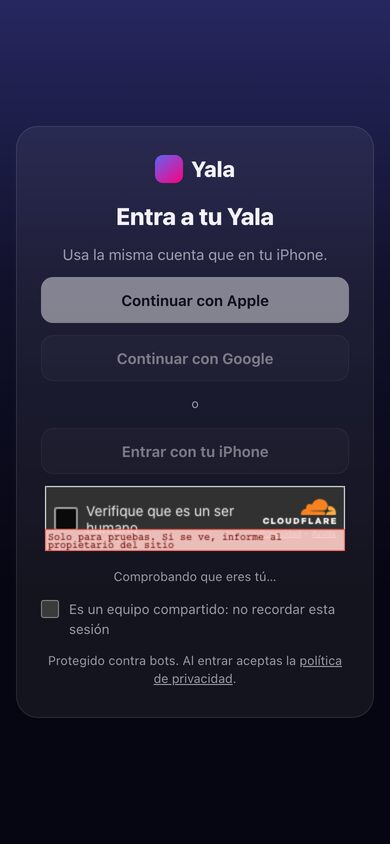 Yala
Entra a tu Yala
Usa la misma cuenta que en tu iPhone.
Continuar con Apple
Continuar con Google
o
Entrar con tu iPhone
Verifique que es un ser
humano
CLOUDFLARE
Solo para pruebas. Si se ve, informe al
propietario del sitio
Comprobando que eres tú...
Es un equipo compartido: no recordar esta
sesión
Protegido contra bots. Al entrar aceptas la política
de privacidad.